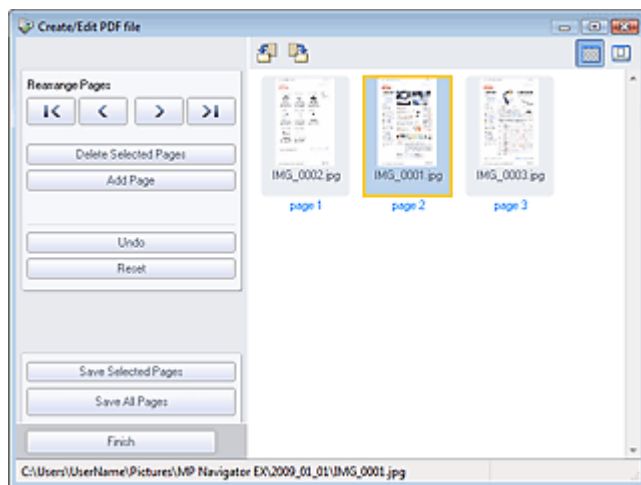 Create/Edit PDF file
Rearrange Pages
Delete Selected Pages
Add Page
Undo
Reset
Save Selected Pages
Save All Pages
Finish
IMG_0002.jpg
IMG_0001.jpg
IMG_0003.jpg
page 1
page 2
page 3
C:\Users\UserName\Pictures\MP Navigator EX\2009_01_01\IMG_0001.jpg